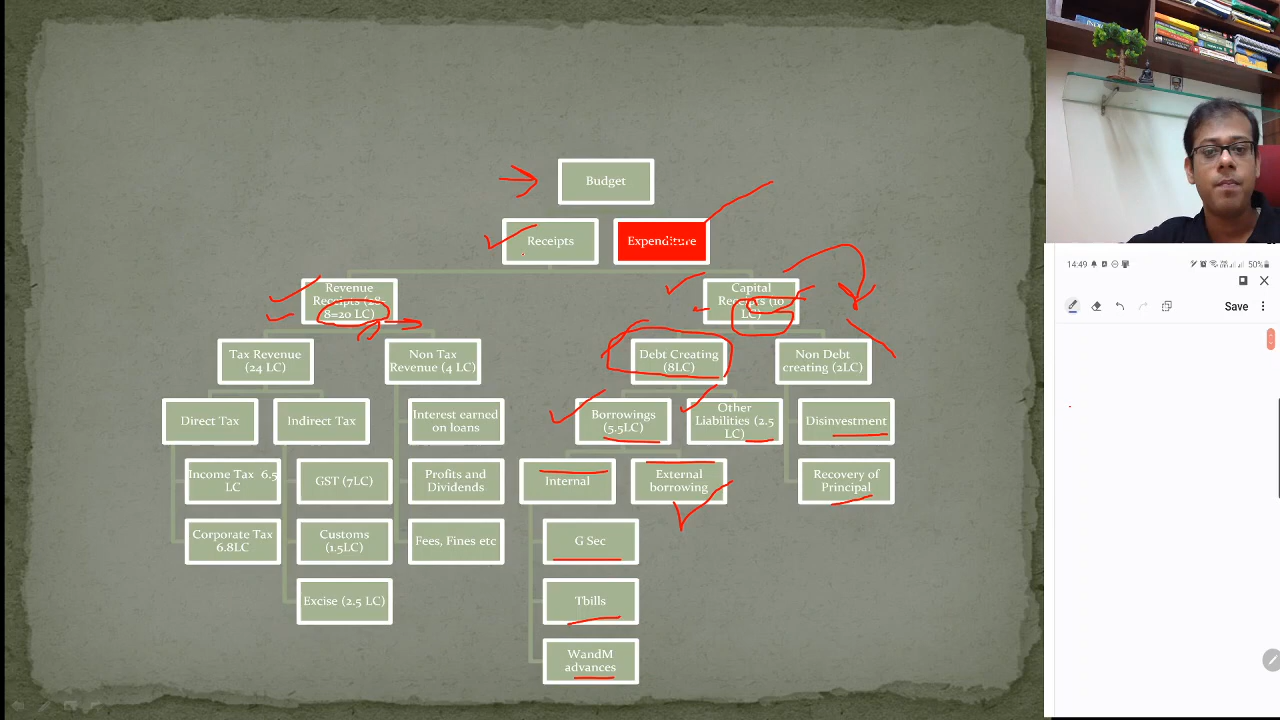 Budget
Receipts
Expenditure
Revenue
Receipts (28-
8=20 LC)
Capital
Receipts (10
LC)
Tax Revenue
(24 LC)
Non Tax
Revenue (4 LC)
Debt Creating
(8LC)
Non Debt
creating (2LC)
Direct Tax
Indirect Tax
Interest earned
on loans
Borrowings
(5.5LC)
Other
Liabilities (2.5
LC)
Disinvestment
Income Tax 6.5
LC
GST (7LC)
Profits and
Dividends
Internal
External
borrowing
Recovery of
Principal
Corporate Tax
6.8LC
Customs
(1.5LC)
Fees, Fines etc
G Sec
Excise (2.5 LC)
Tbills
WandM
advances
14:49
50%
Save